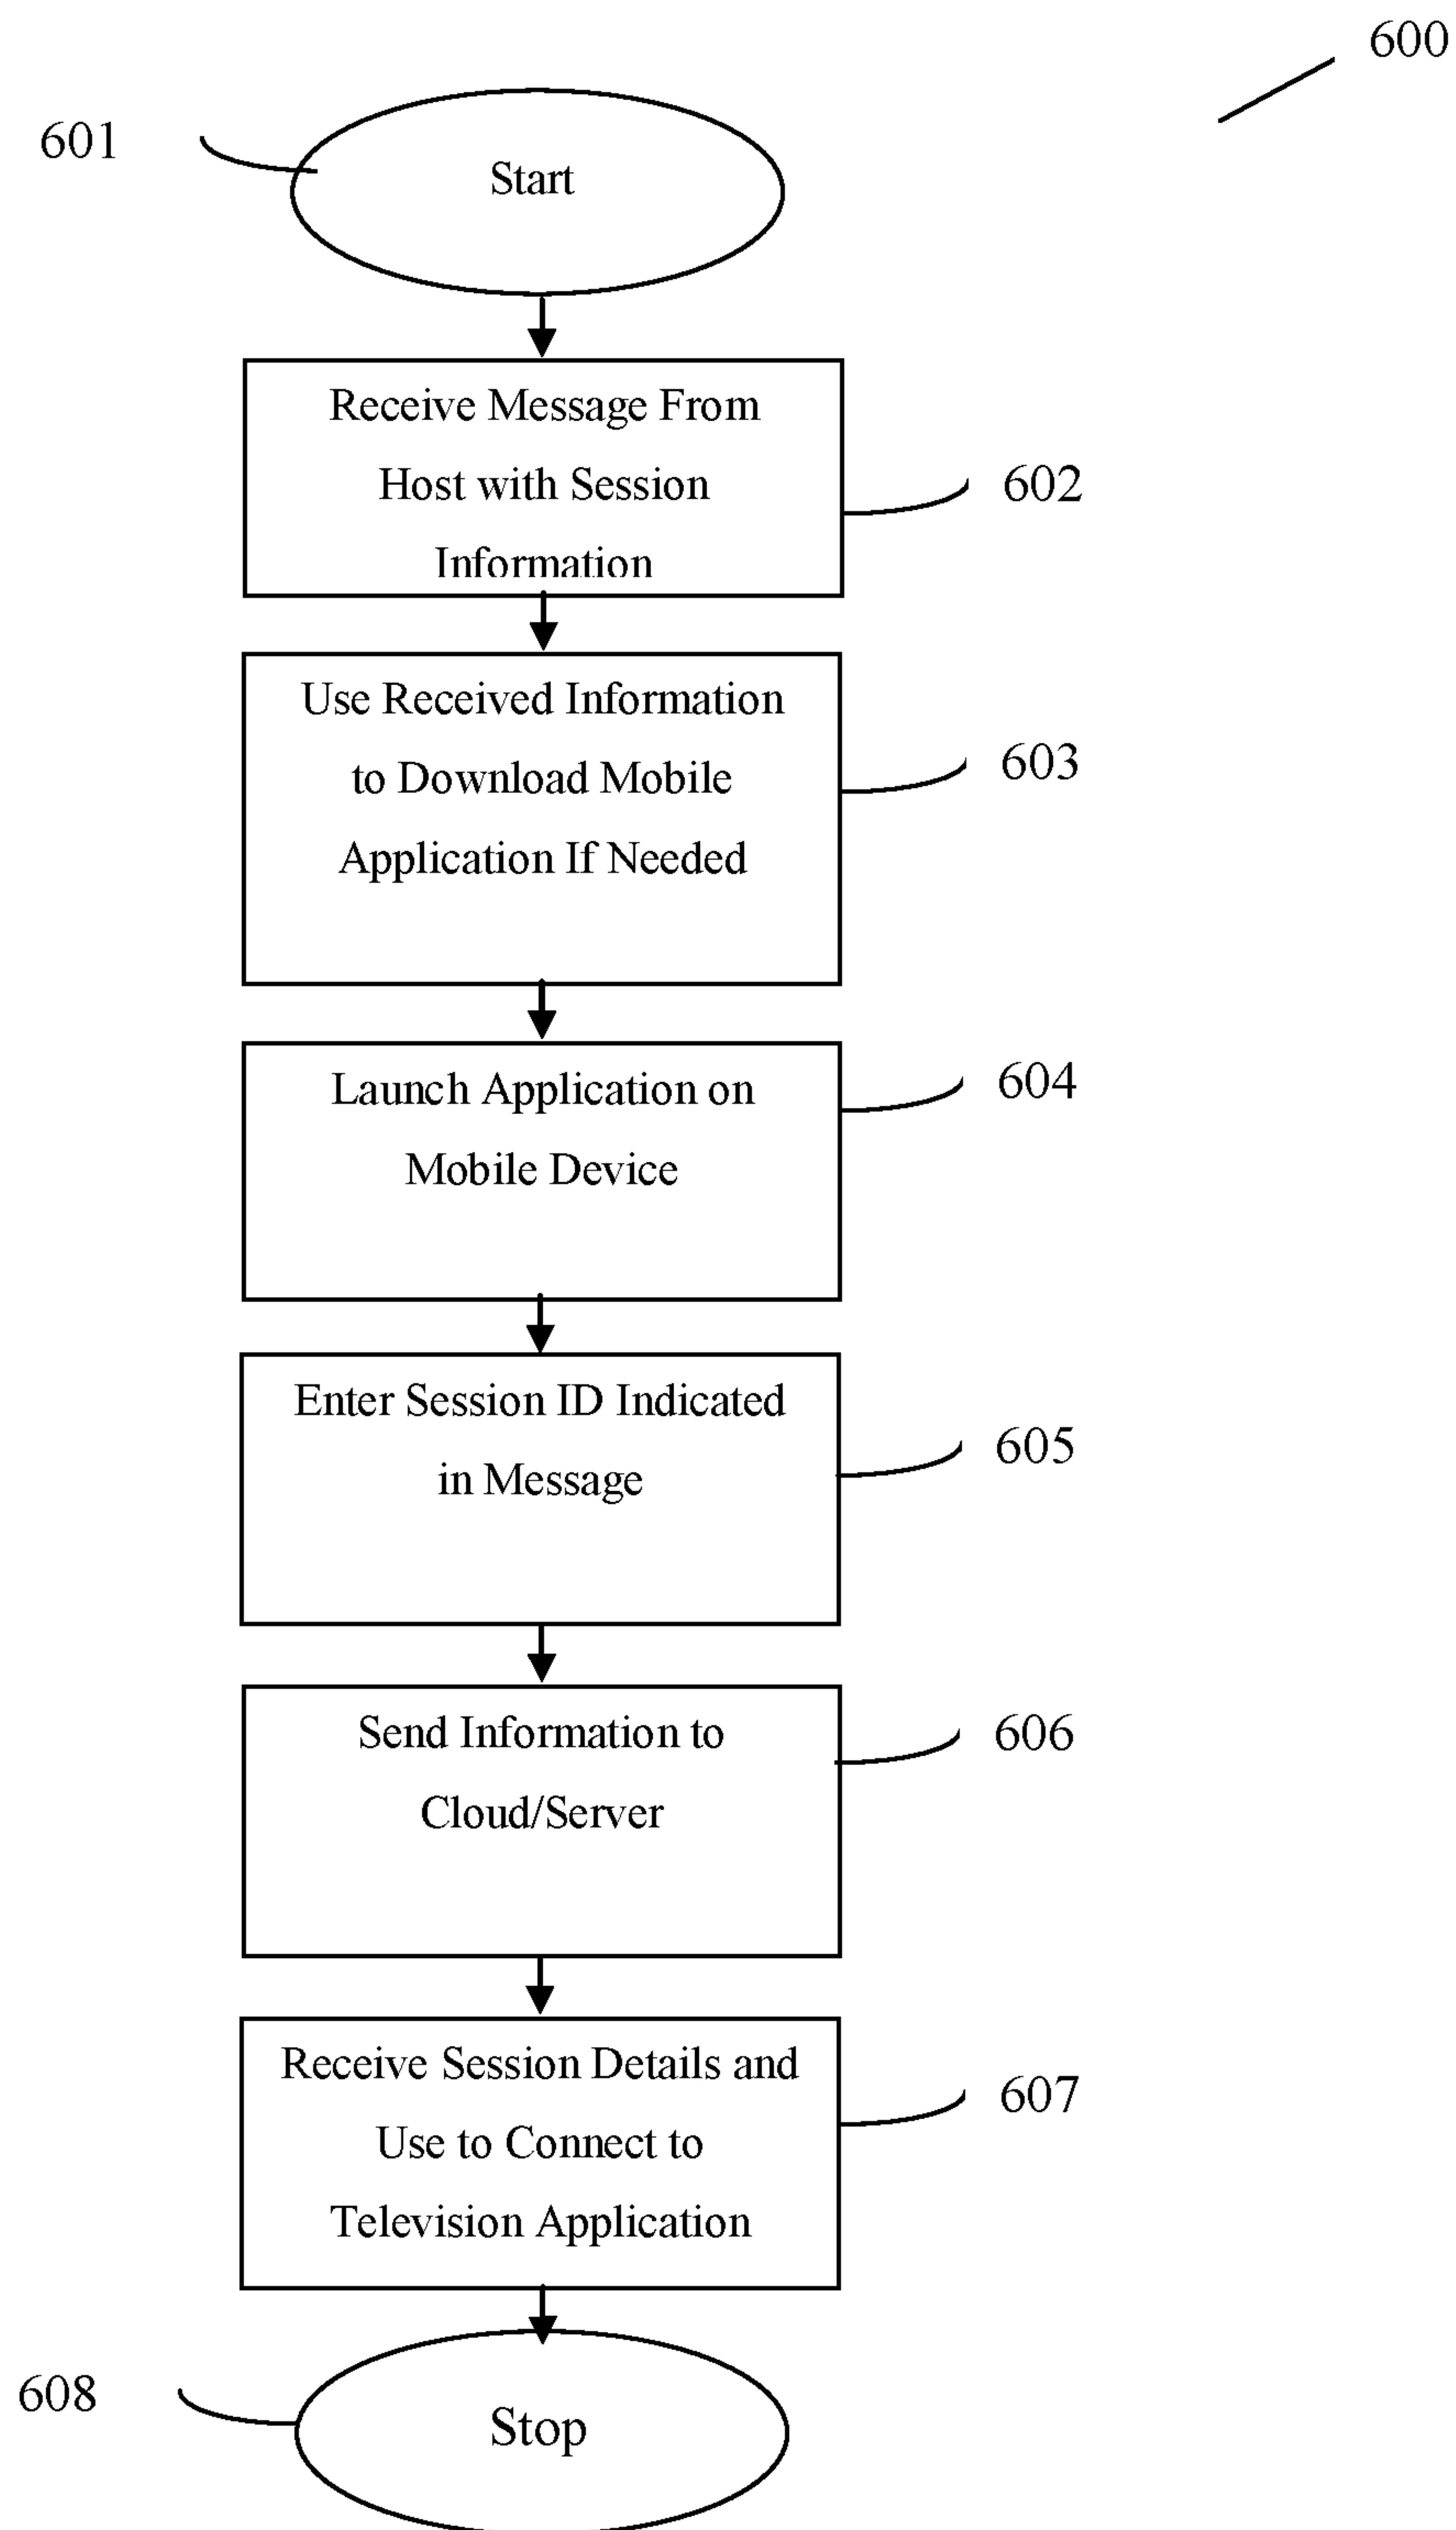 600
601
Start
Receive Message From
Host with Session
Information
602
Use Received Information
to Download Mobile
Application If Needed
603
Launch Application on
Mobile Device
604
Enter Session ID Indicated
in Message
605
Send Information to
Cloud/Server
606
Receive Session Details and
Use to Connect to
Television Application
607
608
Stop